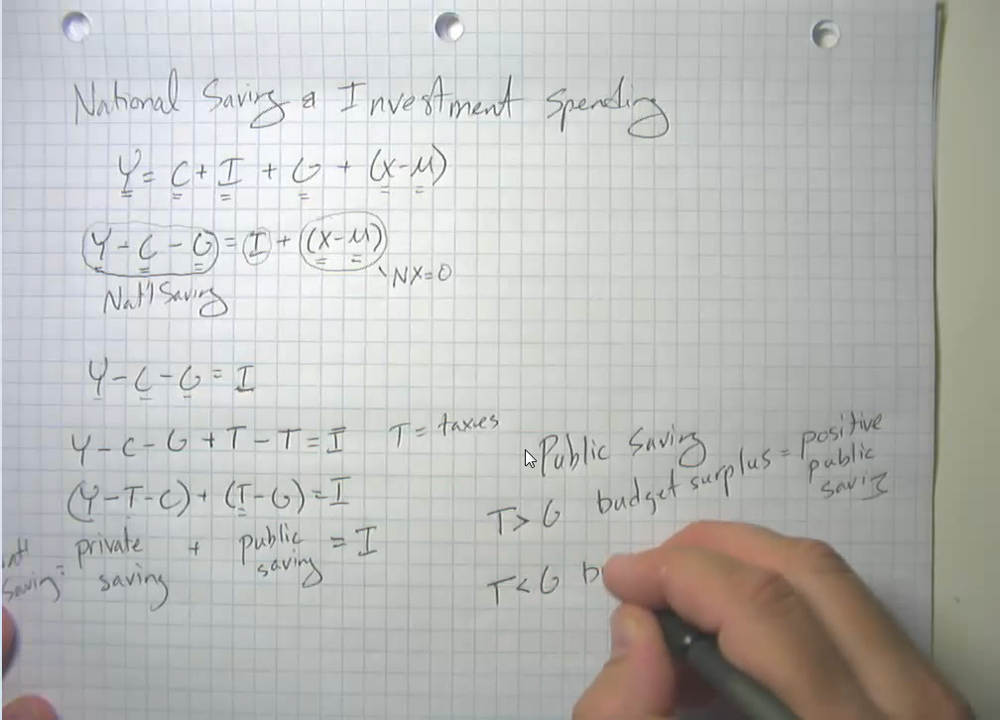 National Saving & Investment Spending
Y = C + I + G + (X-M)
Y - C - G = I + (X-M)
NX=0
Nat'l Saving
Y - C - G = I
Y - C - G + T - T = I T = taxes
(Y-T-C) + (T-G) = I
private saving + public saving = I
Saving =
Public Saving
T > G budget surplus = positive public saving
T < G bu